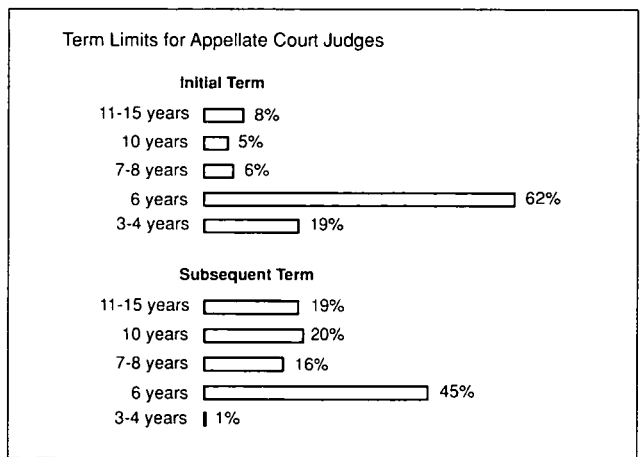 Term Limits for Appellate Court Judges
Initial Term
11-15 years 8%
10 years 5%
7-8 years 6%
6 years 62%
3-4 years 19%
Subsequent Term
11-15 years 19%
10 years 20%
7-8 years 16%
6 years 45%
3-4 years 1%